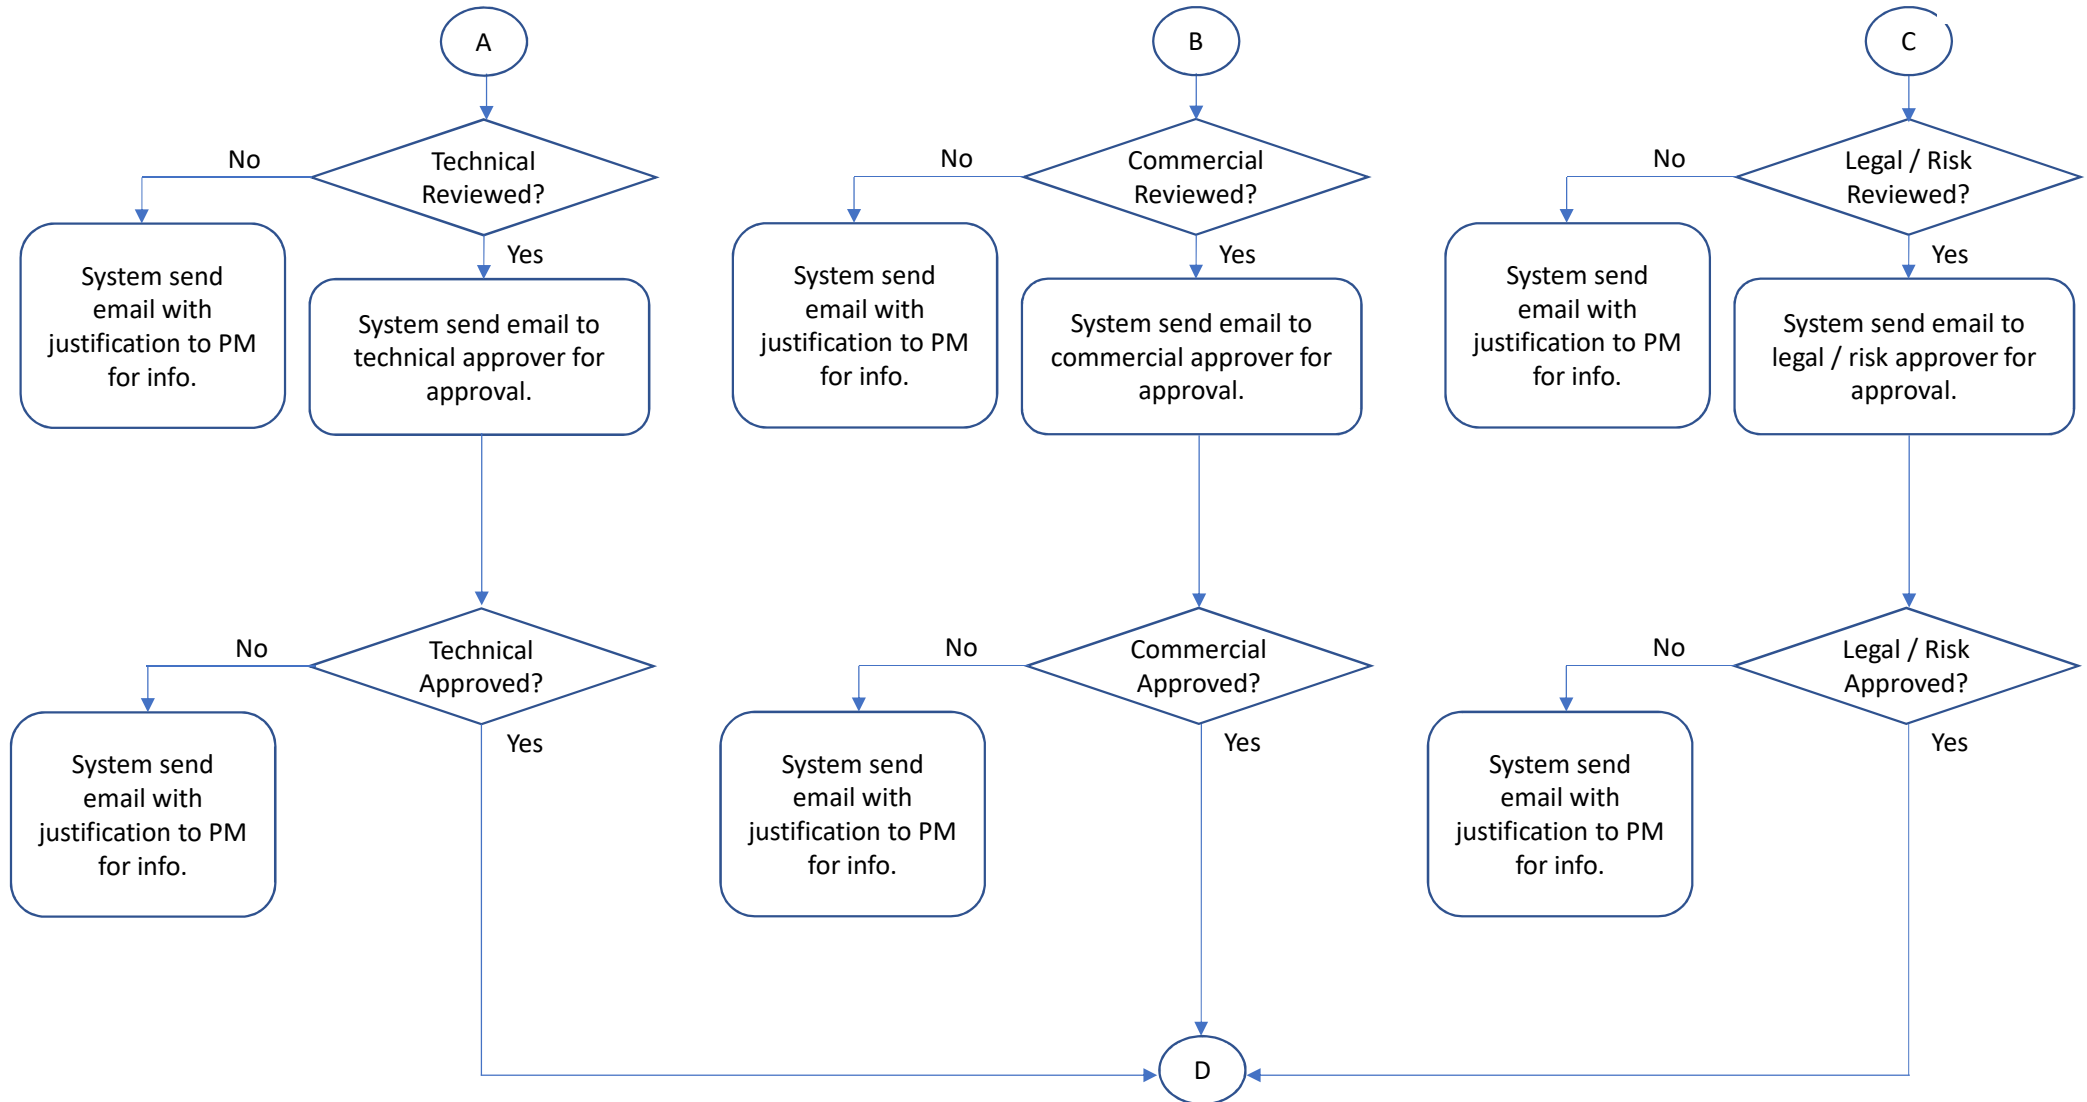 A
B
C
No
Technical
Reviewed?
No
Commercial
Reviewed?
No
Legal / Risk
Reviewed?
Yes
Yes
Yes
System send
email with
justification to PM
for info.
System send email to
technical approver for
approval.
System send
email with
justification to PM
for info.
System send email to
commercial approver for
approval.
System send
email with
justification to PM
for info.
System send email to
legal / risk approver for
approval.
No
Technical
Approved?
No
Commercial
Approved?
No
Legal / Risk
Approved?
Yes
Yes
Yes
System send
email with
justification to PM
for info.
System send
email with
justification to PM
for info.
System send
email with
justification to PM
for info.
D